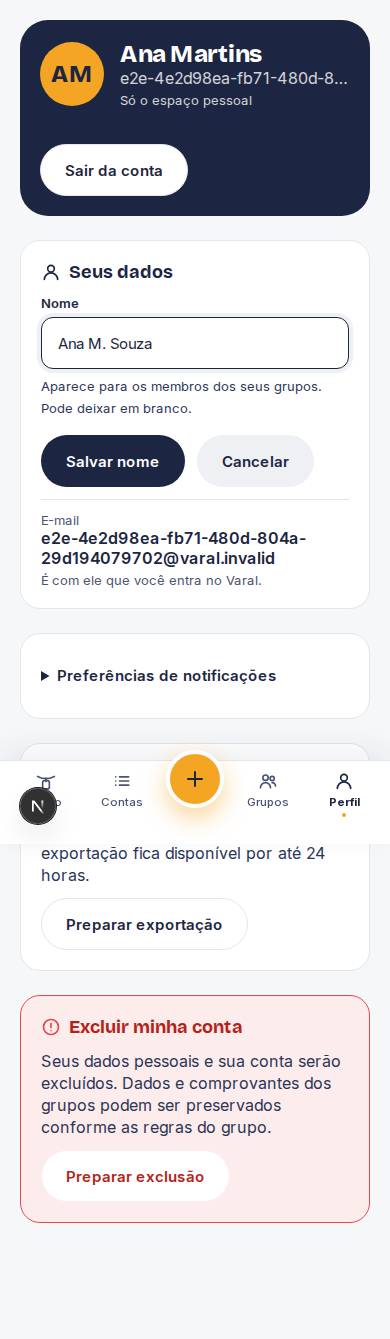 AM
Ana Martins
e2e-4e2d98ea-fb71-480d-8...
Só o espaço pessoal
Sair da conta
Seus dados
Nome
Ana M. Souza
Aparece para os membros dos seus grupos.
Pode deixar em branco.
Salvar nome
Cancelar
E-mail
e2e-4e2d98ea-fb71-480d-804a-
29d194079702@varal.invalid
É com ele que você entra no Varal.
Preferências de notificações
N
Contas
Grupos
Perfil
exportação fica disponível por até 24
horas.
Preparar exportação
Excluir minha conta
Seus dados pessoais e sua conta serão
excluídos. Dados e comprovantes dos
grupos podem ser preservados
conforme as regras do grupo.
Preparar exclusão